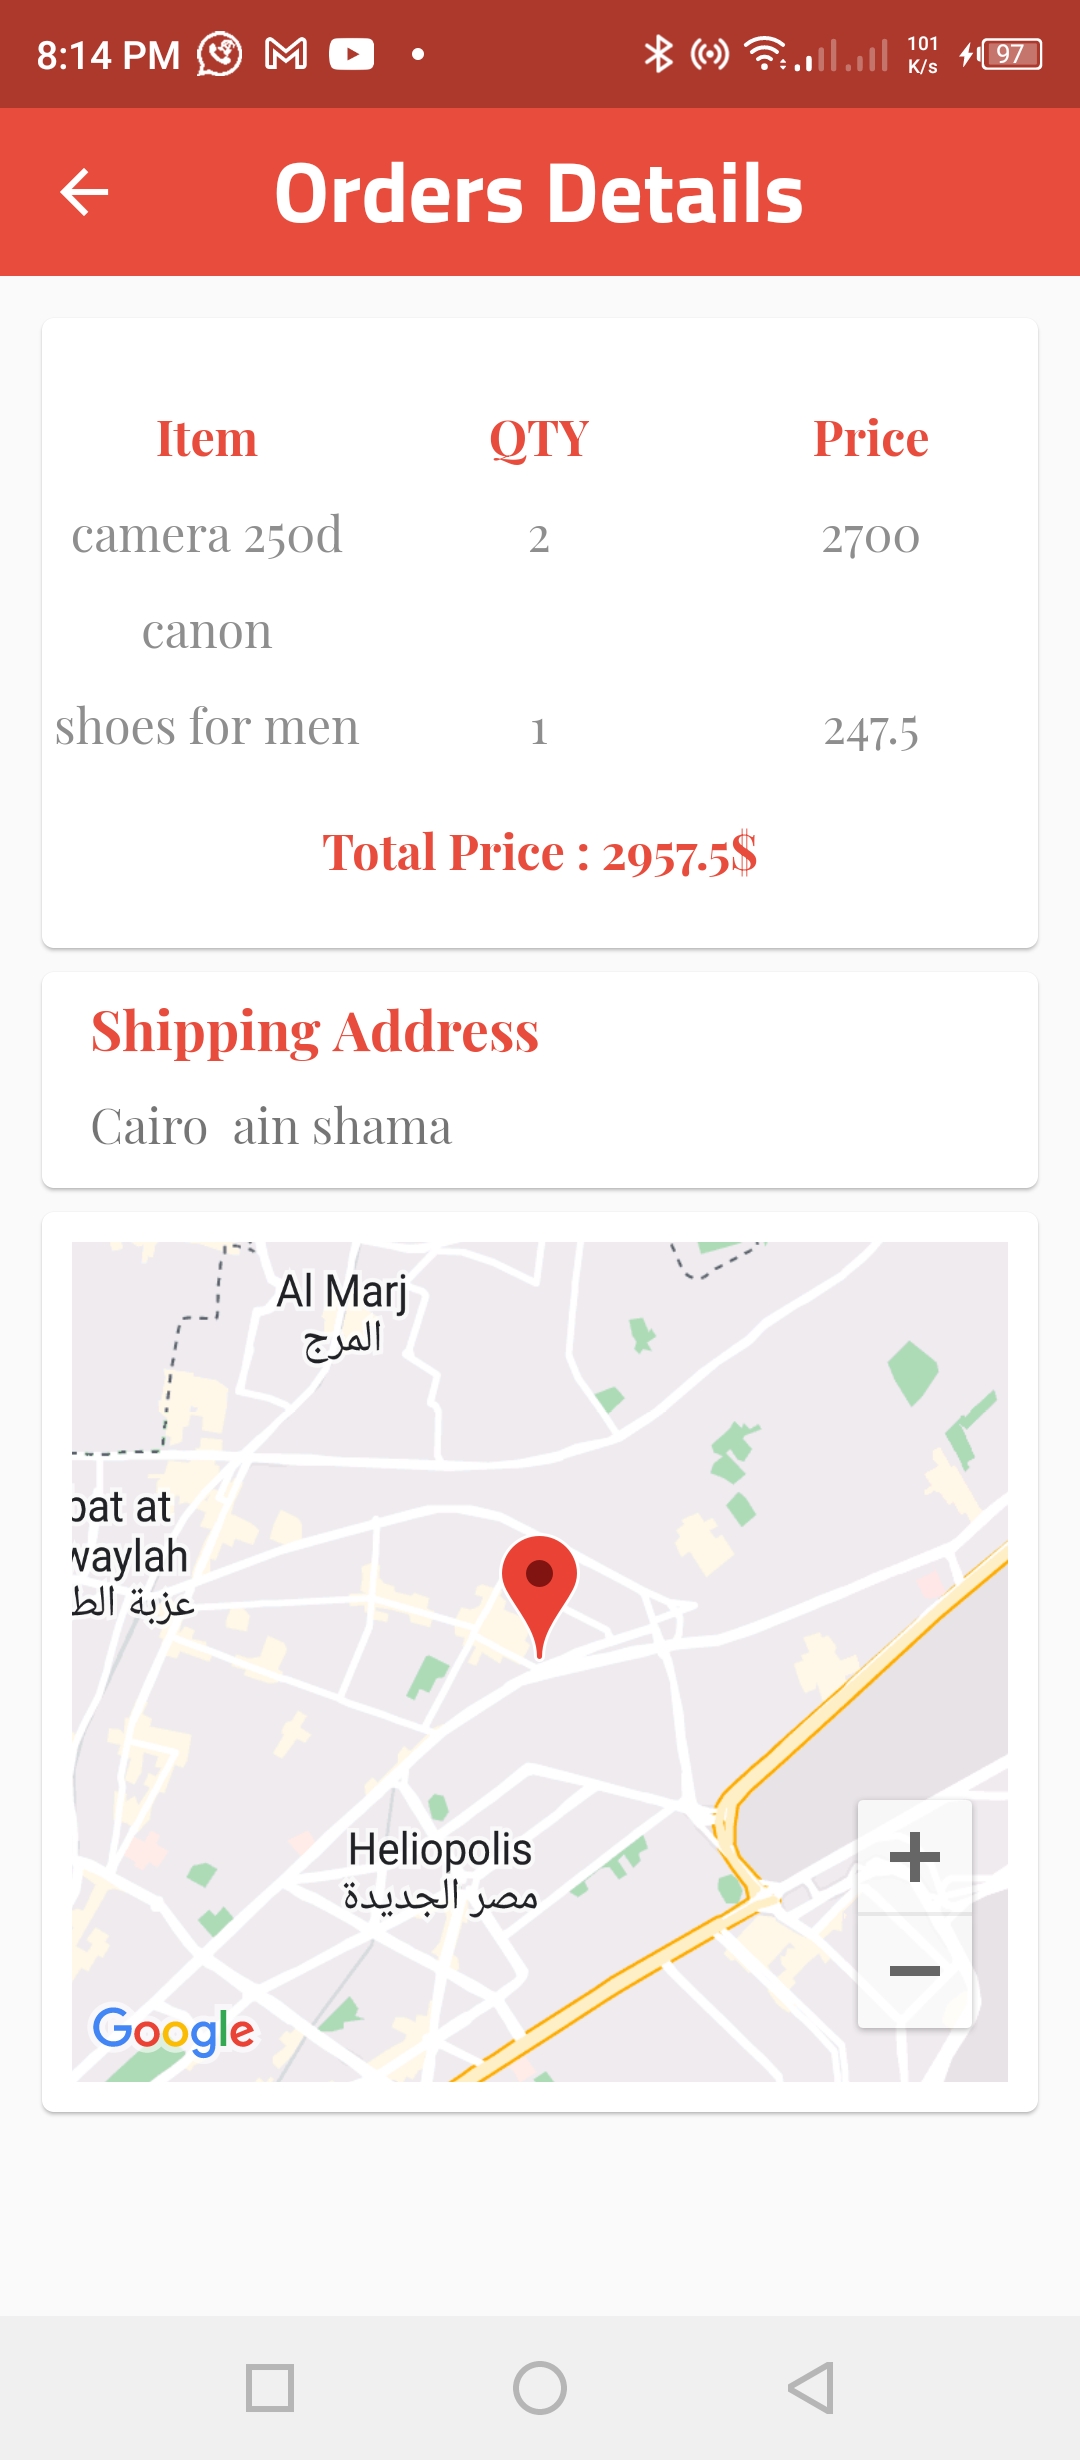 8:14 PM
101
K/s
97
Orders Details
Item QTY Price
camera 250d 2 2700
canon
shoes for men 1 247.5
Total Price : 2957.5$
Shipping Address
Cairo  ain shama
Al Marj
المرج
bat at
waylah
عزبة الط
Heliopolis
مصر الجديدة
+
−
Google